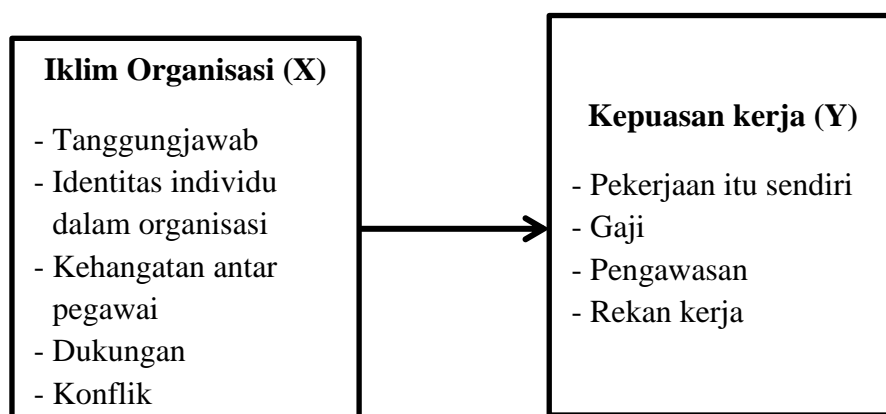 Iklim Organisasi (X)
- Tanggungjawab
- Identitas individu
dalam organisasi
- Kehangatan antar
pegawai
- Dukungan
- Konflik
Kepuasan kerja (Y)
- Pekerjaan itu sendiri
- Gaji
- Pengawasan
- Rekan kerja